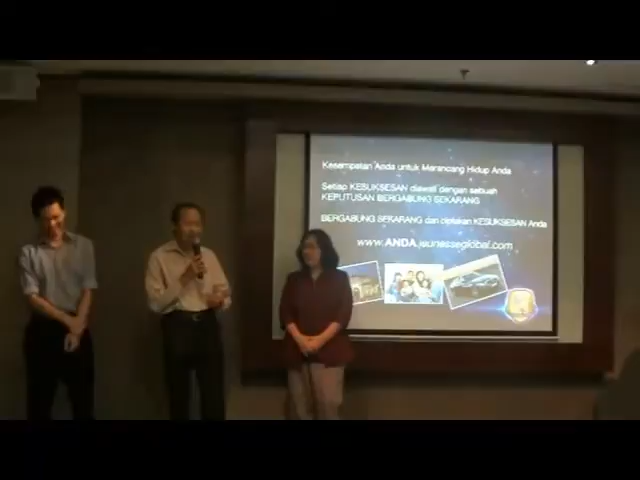 Kesempatan Anda untuk Merancang Hidup Anda
Setiap KESUKSESAN diawali dengan sebuah
KEPUTUSAN BERGABUNG SEKARANG
BERGABUNG SEKARANG dan ciptakan KESUKSESAN Anda
www.ANDA.jeunesseglobal.com